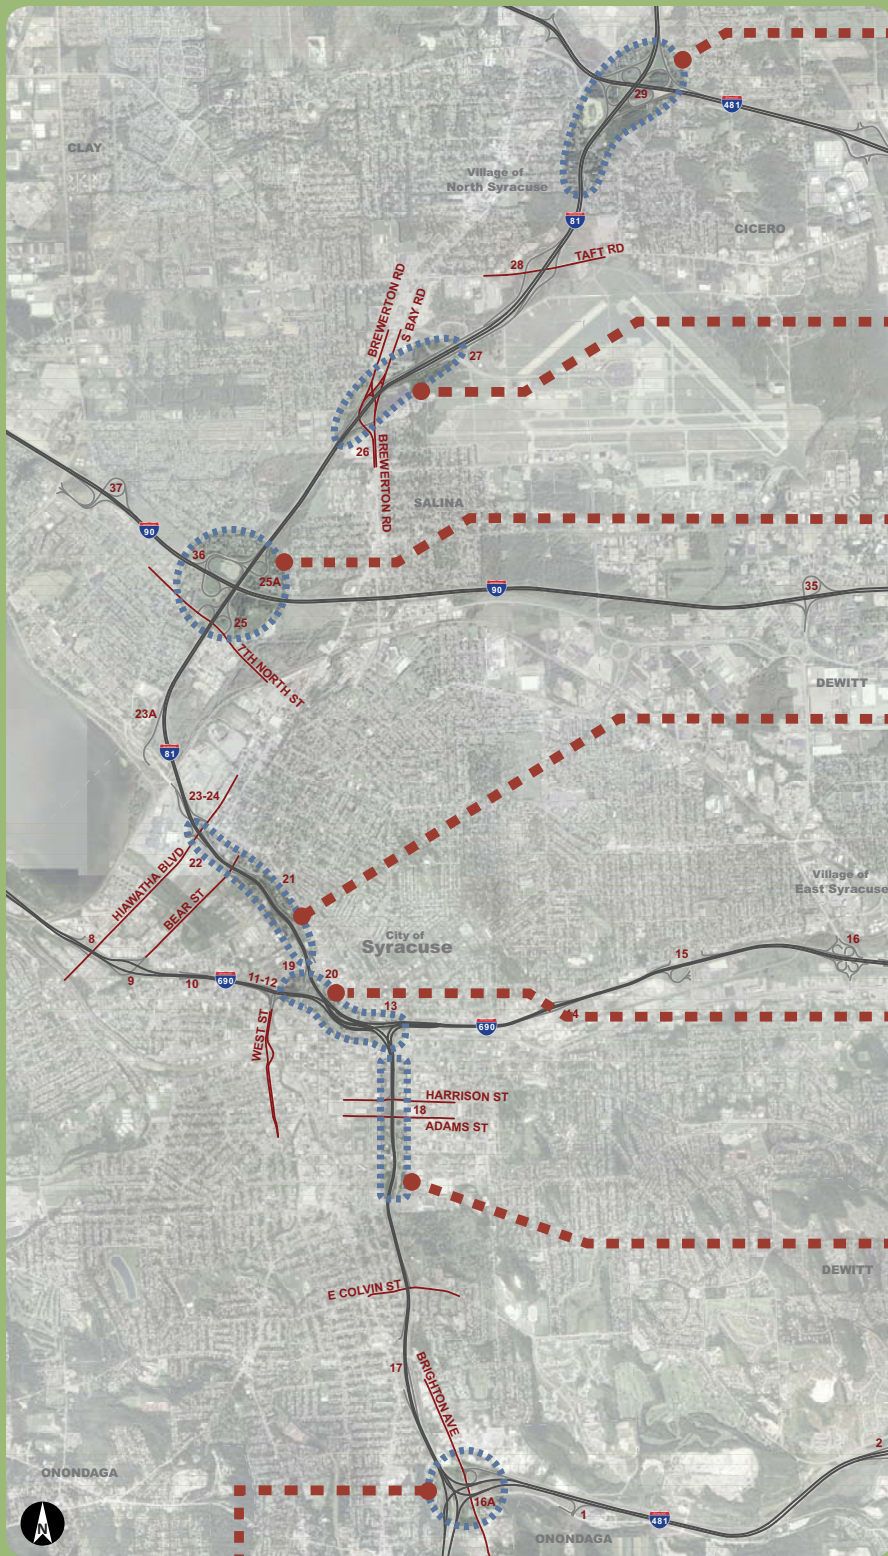 29
481
CLAY
Village of
North Syracuse
81
CICERO
28
TAFT RD
BREWERTON RD
S BAY RD
27
26
BREWERTON RD
37
SALINA
90
36
25A
90
35
25
7TH NORTH ST
DEWITT
23A
81
23-24
HIAWATHA BLVD
22
BEAR ST
21
Village of
East Syracuse
City of
Syracuse
8
9
10
690
11-12
19
20
13
14
15
16
690
WEST ST
HARRISON ST
18
ADAMS ST
DEWITT
E COLVIN ST
17
BRIGHTON AVE
2
ONONDAGA
16A
1
481
N
ONONDAGA